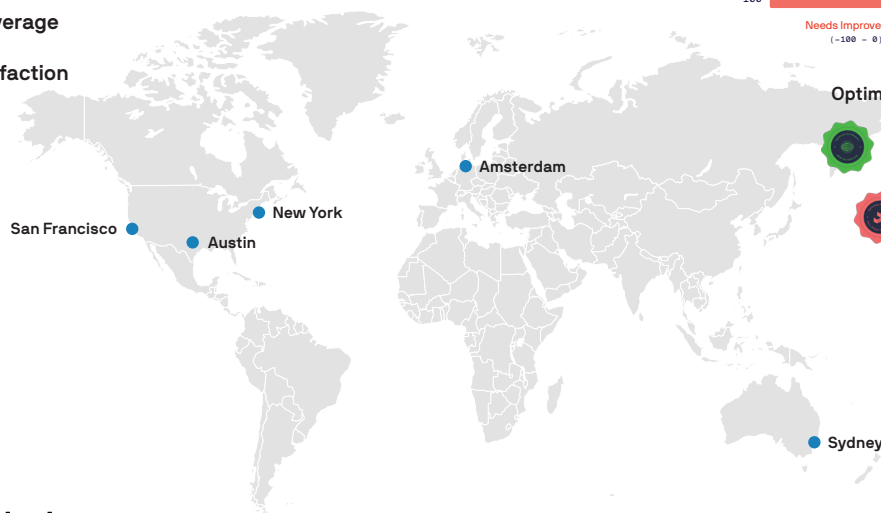 verage
faction
Needs Improve
(-100 - 0)
Optim
Amsterdam
New York
San Francisco
Austin
Sydney